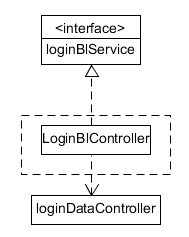 <interface>
loginBlService
LoginBlController
loginDataController